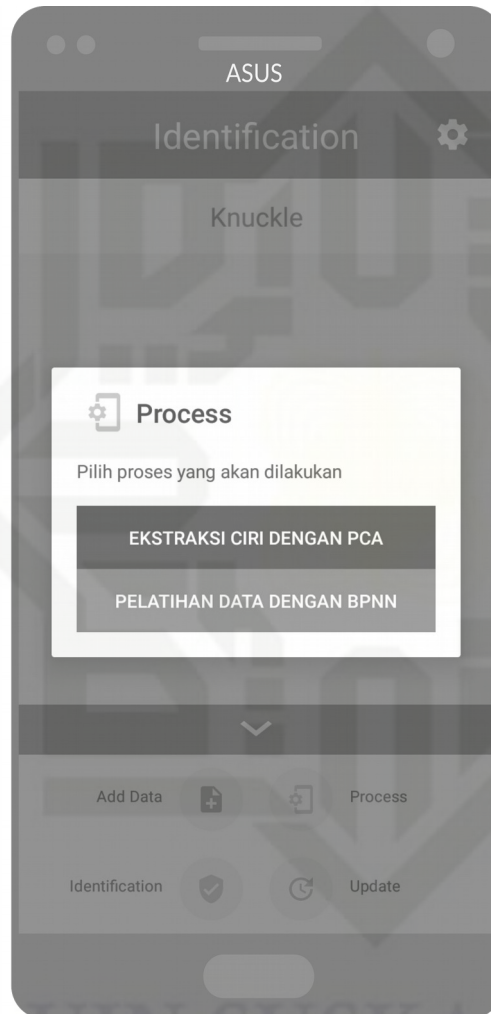 ASUS
Identification
Knuckle
Process
Pilih proses yang akan dilakukan
EKSTRAKSI CIRI DENGAN PCA
PELATIHAN DATA DENGAN BPNN
Add Data
Process
Identification
Update